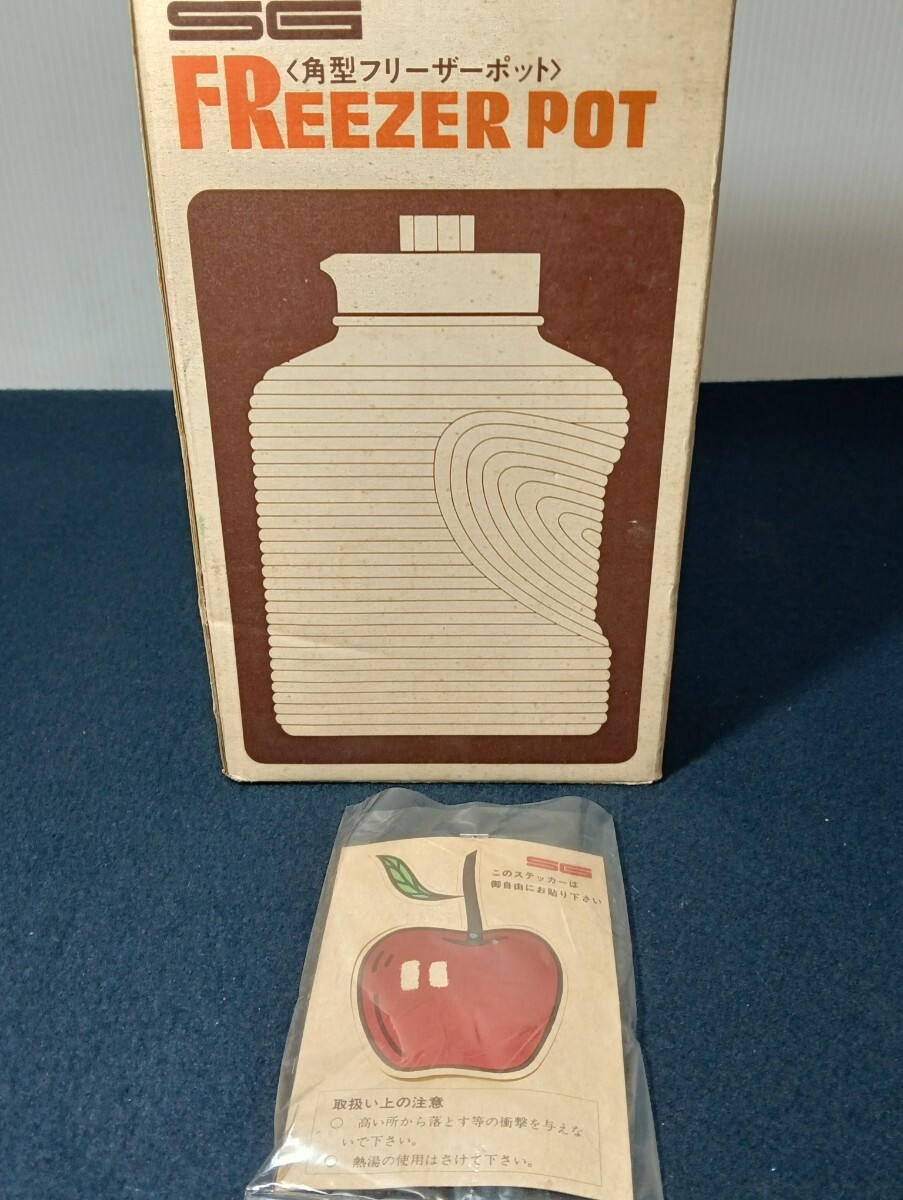 SG
〈角型フリーザーポット〉
FREEZER POT
SG
このステッカーは
御自由にお貼り下さい
取扱い上の注意
○ 高い所から落とす等の衝撃を与えな
いで下さい。
○ 熱湯の使用はさけて下さい。